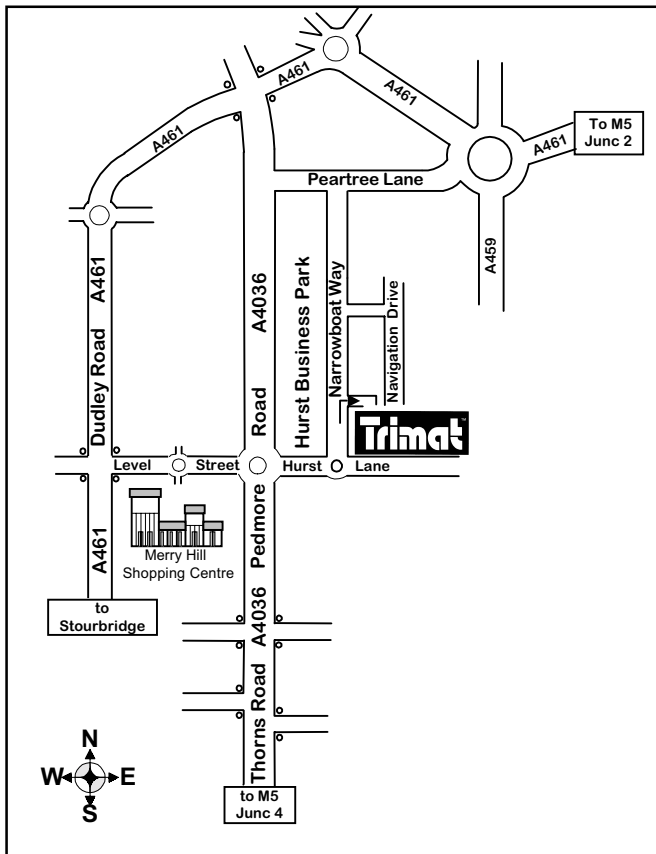 A461
A461
To M5
Junc 2
A461
A461
Peartree Lane
A459
A461
Dudley Road
A4036
Road
Hurst Business Park
Narrowboat Way
Navigation Drive
Trimat™
Level
Street
Hurst
Lane
Merry Hill
Shopping Centre
Pedmore
A461
to
Stourbridge
A4036
Thorns Road
to M5
Junc 4
N
W
E
S